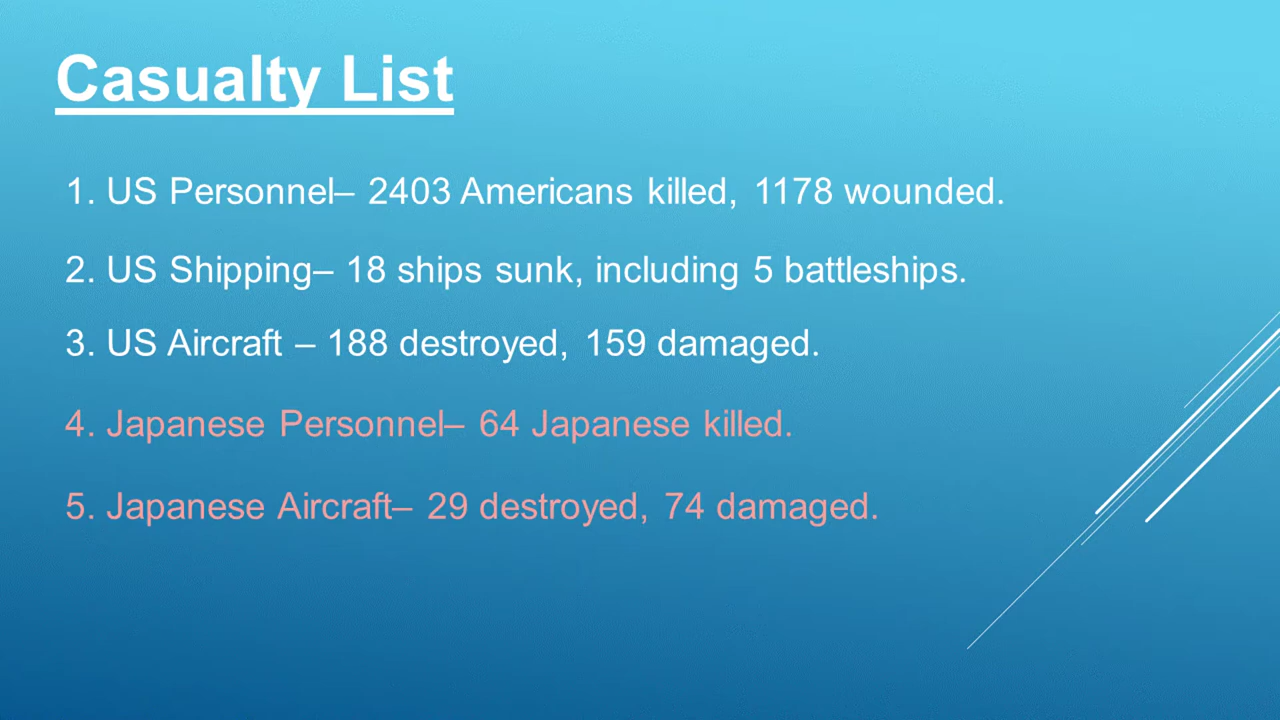 Casualty List
1. US Personnel– 2403 Americans killed, 1178 wounded.
2. US Shipping– 18 ships sunk, including 5 battleships.
3. US Aircraft – 188 destroyed, 159 damaged.
4. Japanese Personnel– 64 Japanese killed.
5. Japanese Aircraft– 29 destroyed, 74 damaged.